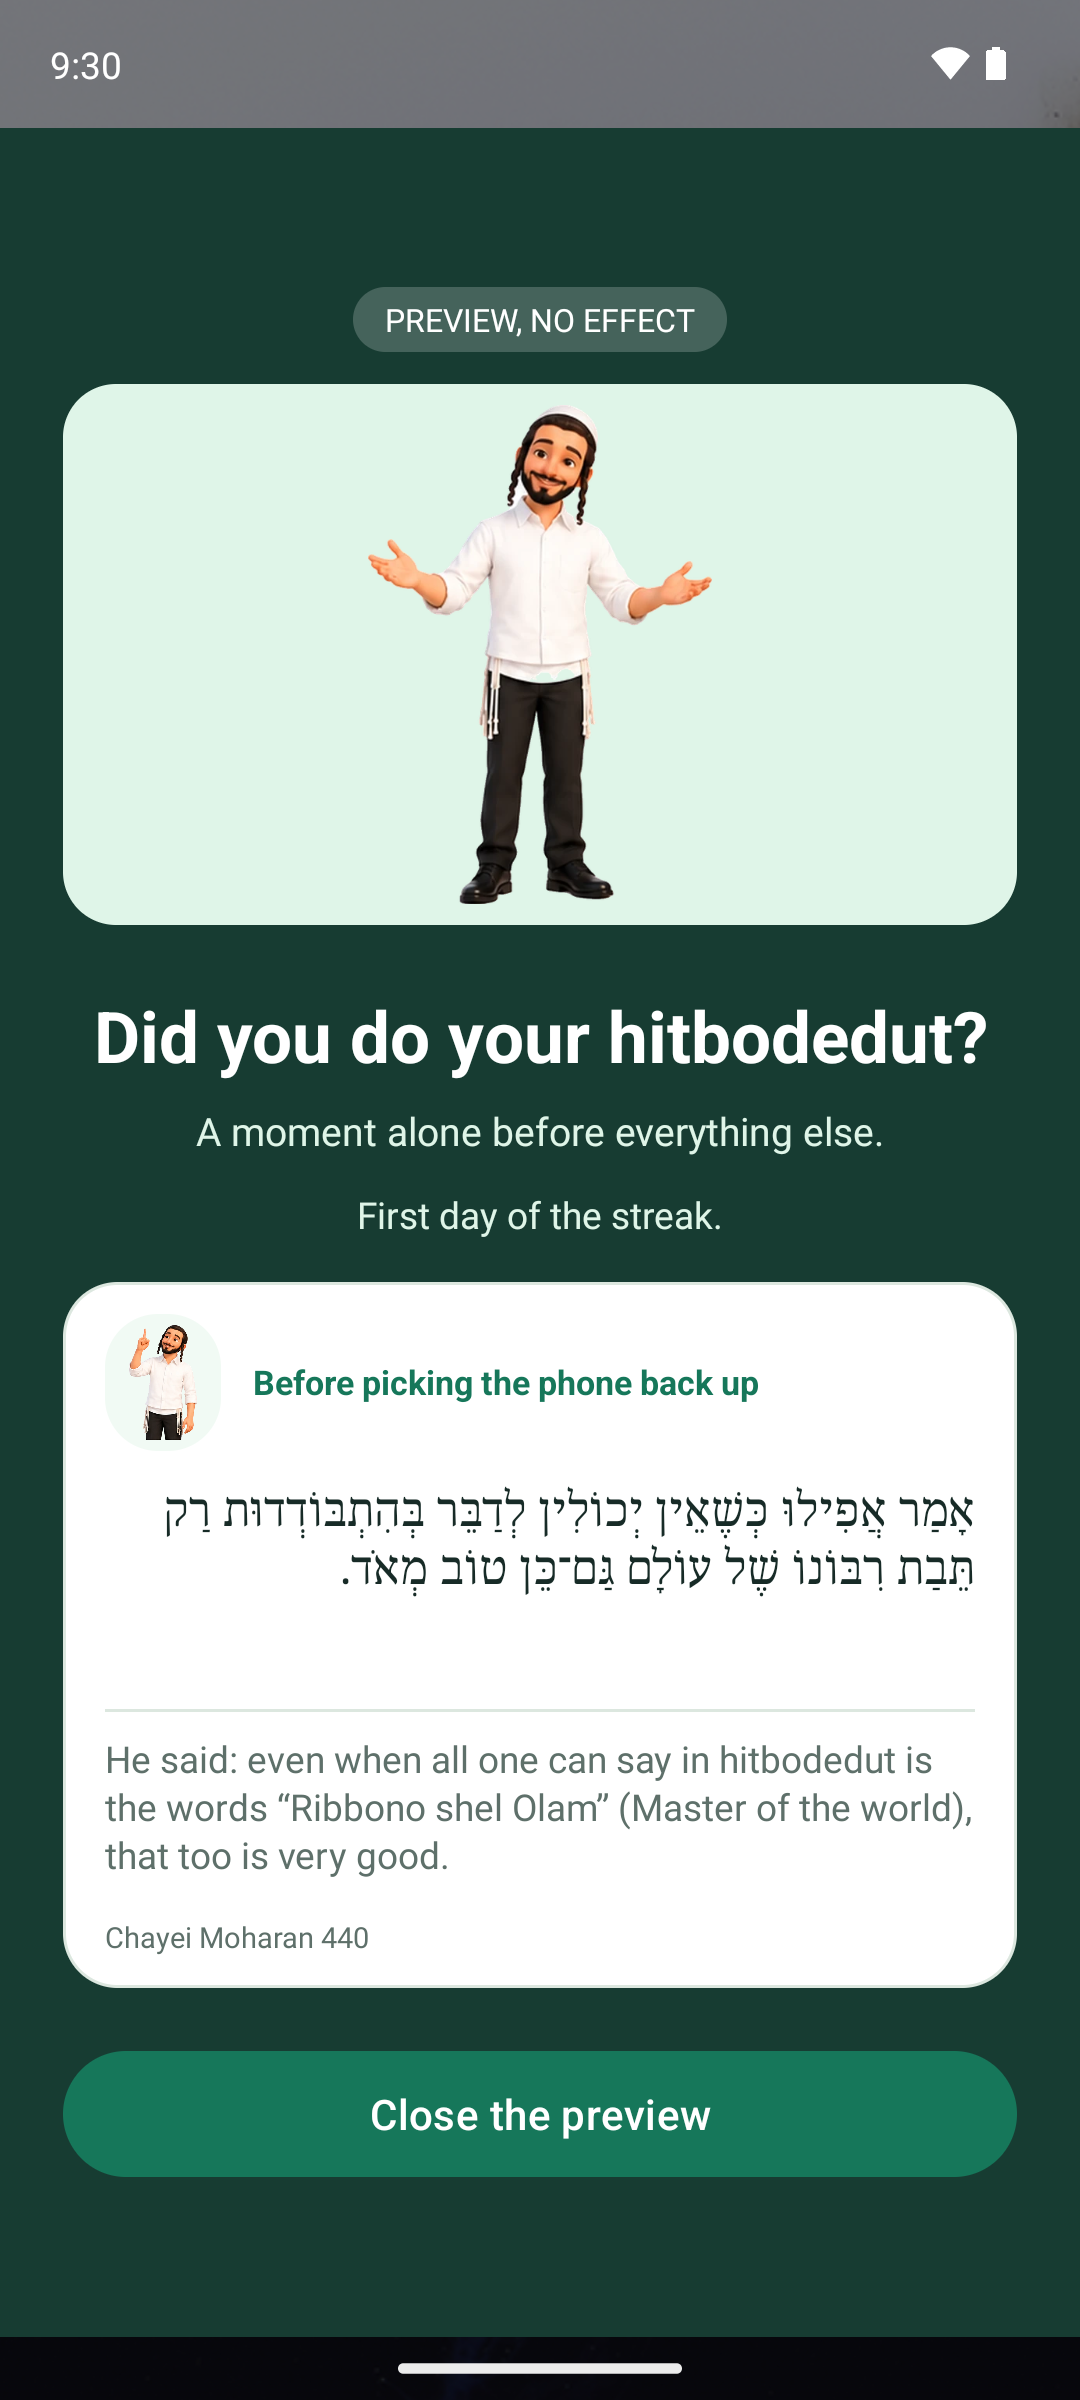 9:30
PREVIEW, NO EFFECT
Did you do your hitbodedut?
A moment alone before everything else.
First day of the streak.
Before picking the phone back up
אָמַר אֲפִילוּ כְּשֶׁאֵין יְכוֹלִין לְדַבֵּר בְּהִתְבּוֹדְדוּת רַק
תֵּבַת רִבּוֹנוֹ שֶׁל עוֹלָם גַּם־כֵּן טוֹב מְאֹד.
He said: even when all one can say in hitbodedut is
the words “Ribbono shel Olam” (Master of the world),
that too is very good.
Chayei Moharan 440
Close the preview